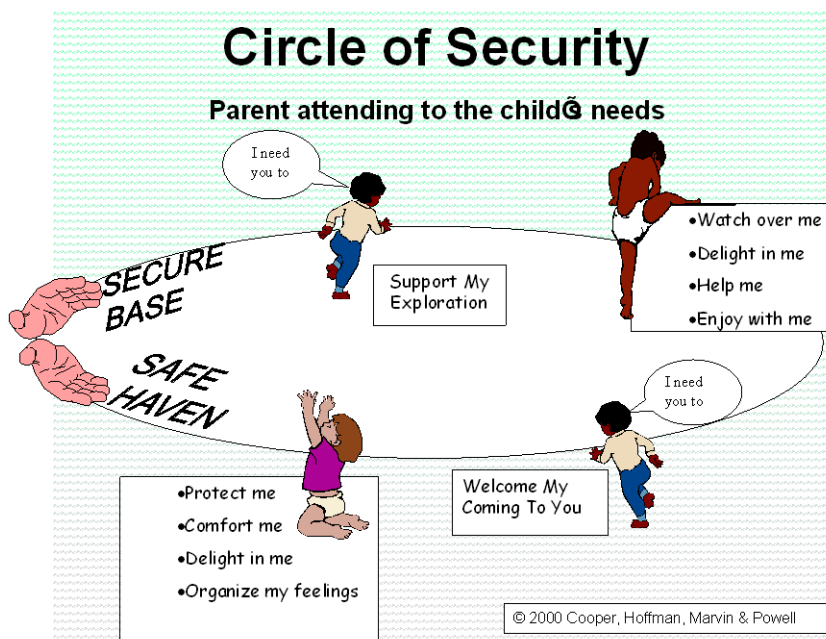 Circle of Security
Parent attending to the childÕs needs
I need
you to
•Watch over me
•Delight in me
•Help me
•Enjoy with me
Support My
Exploration
SECURE
BASE
SAFE
HAVEN
I need
you to
Welcome My
Coming To You
•Protect me
•Comfort me
•Delight in me
•Organize my feelings
© 2000 Cooper, Hoffman, Marvin & Powell